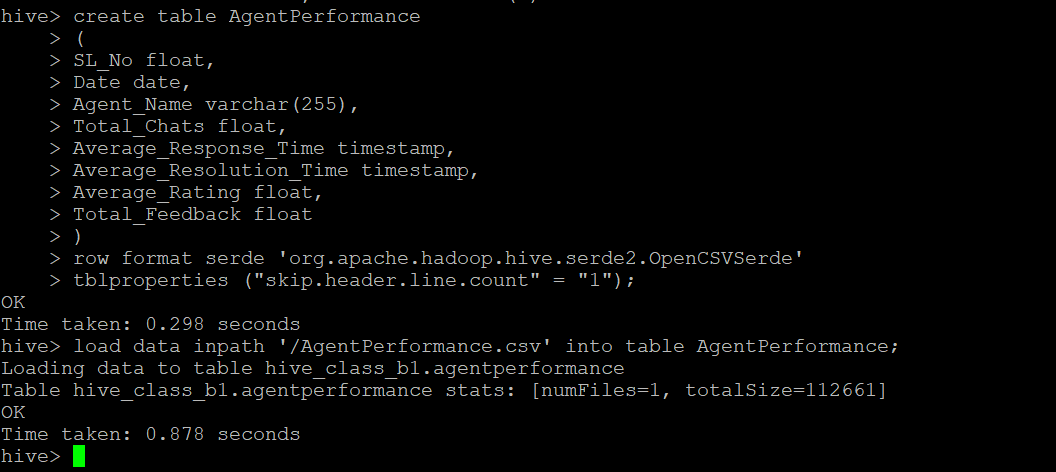 hive> create table AgentPerformance
> (
> SL_No float,
> Date date,
> Agent_Name varchar(255),
> Total_Chats float,
> Average_Response_Time timestamp,
> Average_Resolution_Time timestamp,
> Average_Rating float,
> Total_Feedback float
> )
> row format serde 'org.apache.hadoop.hive.serde2.OpenCSVSerde'
> tblproperties ("skip.header.line.count" = "1");
OK
Time taken: 0.298 seconds
hive> load data inpath '/AgentPerformance.csv' into table AgentPerformance;
Loading data to table hive_class_b1.agentperformance
Table hive_class_b1.agentperformance stats: [numFiles=1, totalSize=112661]
OK
Time taken: 0.878 seconds
hive>